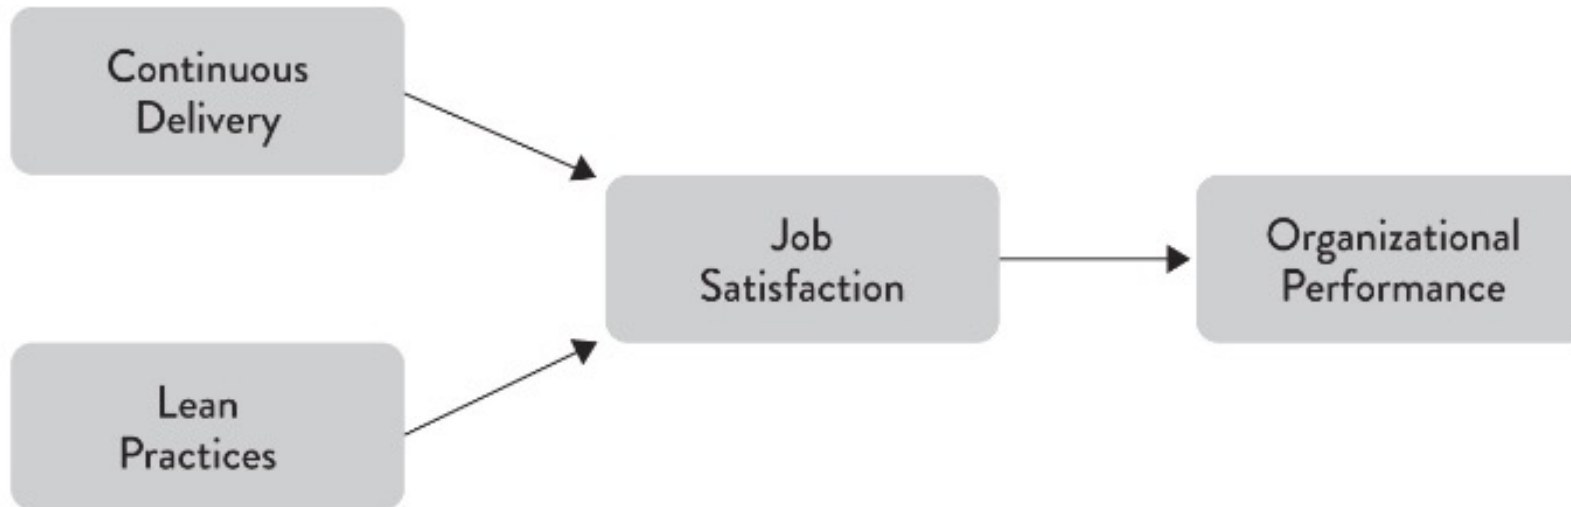 Continuous
Delivery
Lean
Practices
Job
Satisfaction
Organizational
Performance